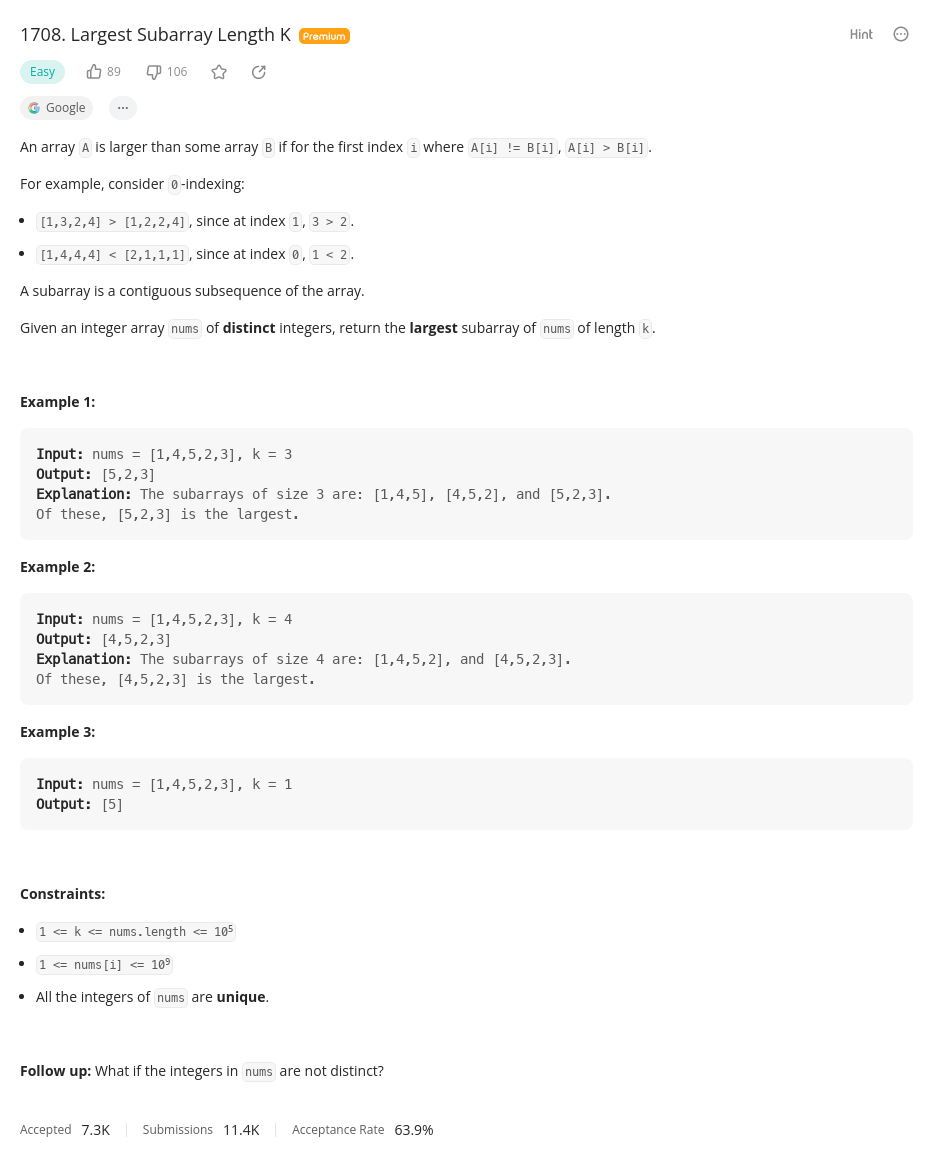 1708. Largest Subarray Length K Premium Hint
Easy 89 106
Google ...
An array A is larger than some array B if for the first index i where A[i] != B[i], A[i] > B[i].
For example, consider 0-indexing:
• [1,3,2,4] > [1,2,2,4], since at index 1, 3 > 2.
• [1,4,4,4] < [2,1,1,1], since at index 0, 1 < 2.
A subarray is a contiguous subsequence of the array.
Given an integer array nums of distinct integers, return the largest subarray of nums of length k.
Example 1:
Input: nums = [1,4,5,2,3], k = 3
Output: [5,2,3]
Explanation: The subarrays of size 3 are: [1,4,5], [4,5,2], and [5,2,3].
Of these, [5,2,3] is the largest.
Example 2:
Input: nums = [1,4,5,2,3], k = 4
Output: [4,5,2,3]
Explanation: The subarrays of size 4 are: [1,4,5,2], and [4,5,2,3].
Of these, [4,5,2,3] is the largest.
Example 3:
Input: nums = [1,4,5,2,3], k = 1
Output: [5]
Constraints:
• 1 <= k <= nums.length <= 10⁵
• 1 <= nums[i] <= 10⁹
• All the integers of nums are unique.
Follow up: What if the integers in nums are not distinct?
Accepted 7.3K Submissions 11.4K Acceptance Rate 63.9%